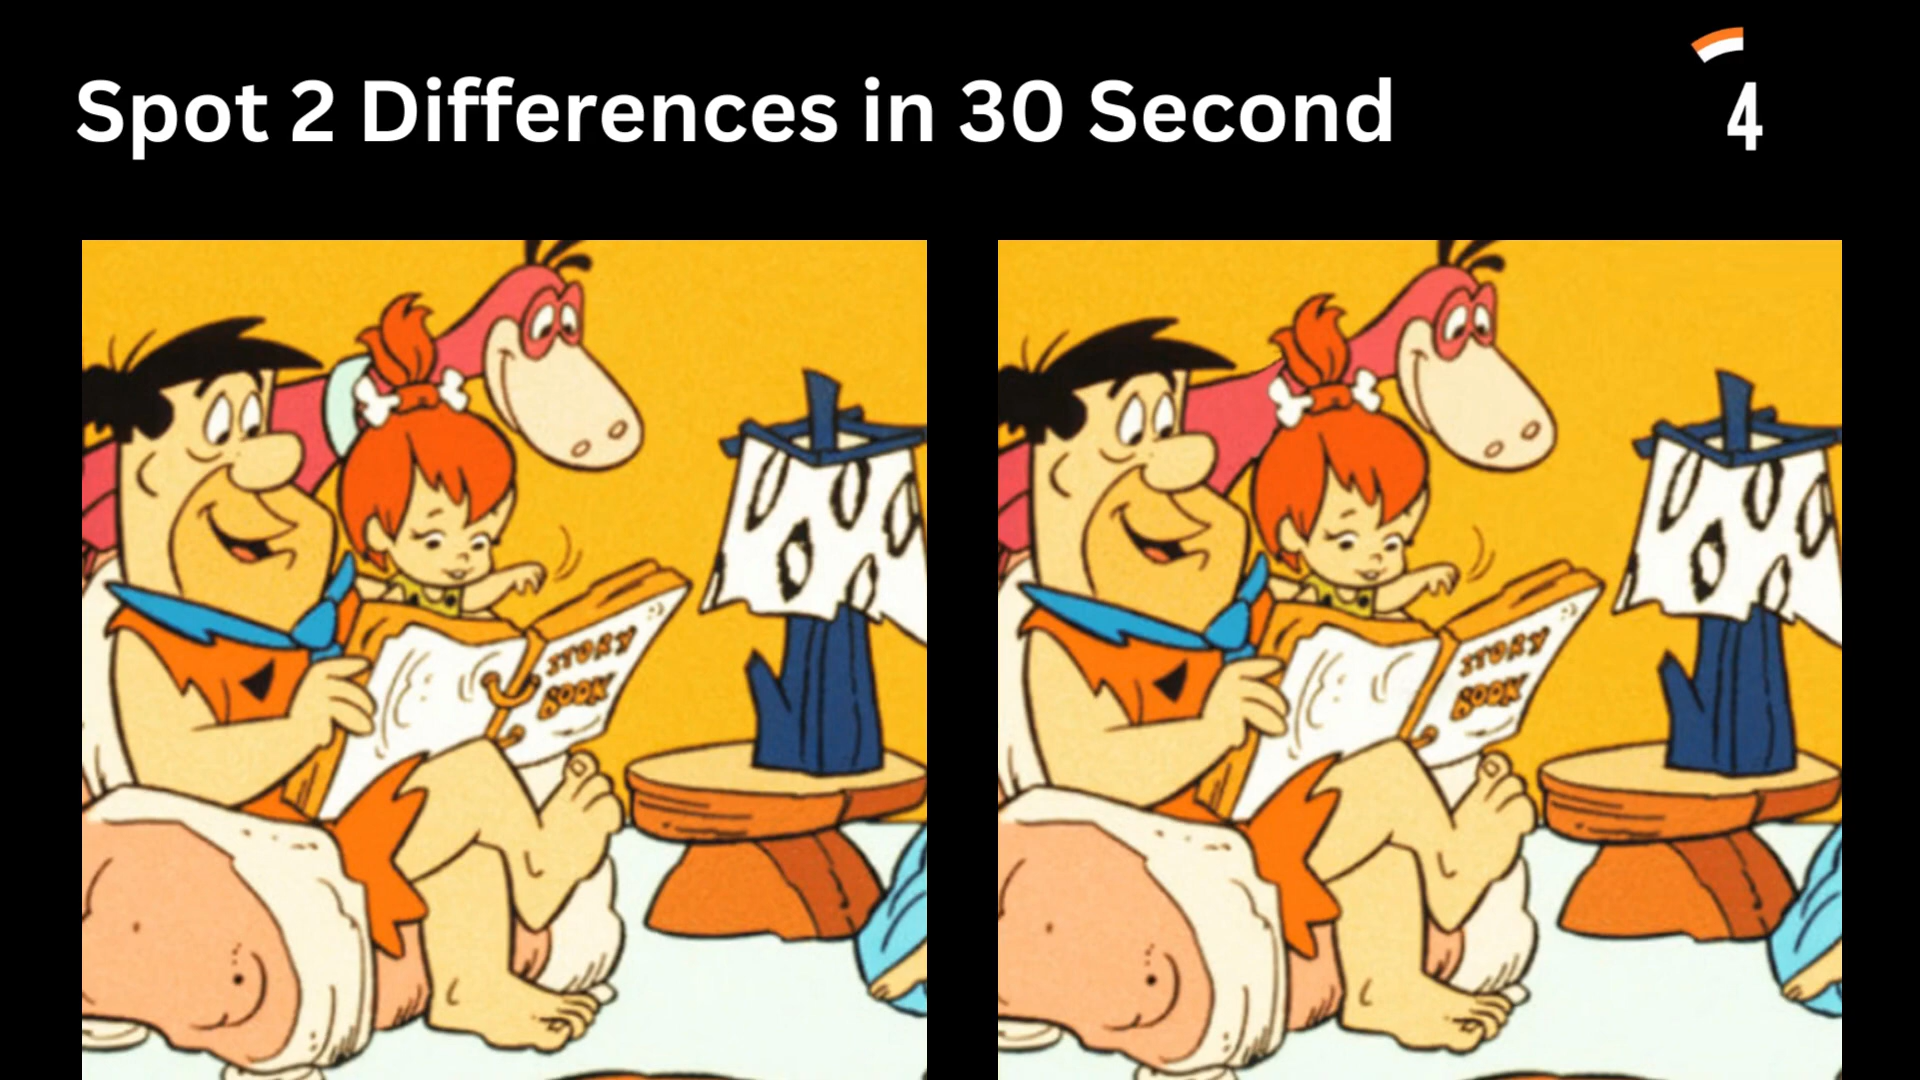 Spot 2 Differences in 30 Second
4
STORY
BOOK
STORY
BOOK